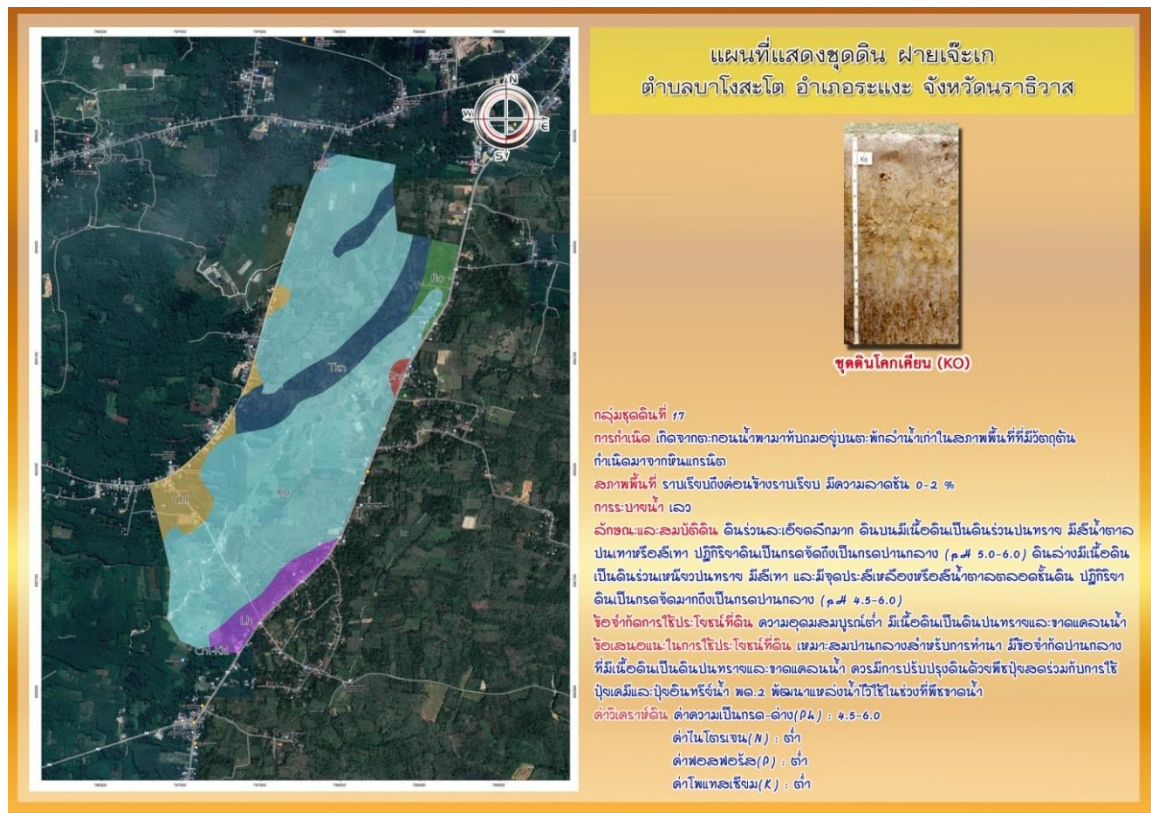 แผนที่แสดงชุดดิน ฝายเจ๊ะเก
ตำบลบาโงสะโต อำเภอระแงะ จังหวัดนราธิวาส
N
W
E
S
Jio
Tkn
Ko
Chl
Lh
Chl-Kkl
Ko
ชุดดินโคกเคียน (KO)
กลุ่มชุดดินที่ 17
การกำเนิด เกิดจากตะกอนน้ำพามาทับถมอยู่บนตะพักลำน้ำเก่าในสภาพพื้นที่ที่มีวัตถุต้น
กำเนิดมาจากหินแกรนิต
สภาพพื้นที่ ราบเรียบถึงค่อนข้างราบเรียบ มีความลาดชัน 0-2 %
การระบายน้ำ เลว
ลักษณะและสมบัติดิน ดินร่วนละเอียดลึกมาก ดินบนมีเนื้อดินเป็นดินร่วนปนทราย มีสีน้ำตาล
ปนเทาหรือสีเทา ปฏิกิริยาดินเป็นกรดจัดถึงเป็นกรดปานกลาง (pH 5.0-6.0) ดินล่างมีเนื้อดิน
เป็นดินร่วนเหนียวปนทราย มีสีเทา และมีจุดประสีเหลืองหรือสีน้ำตาลตลอดชั้นดิน ปฏิกิริยา
ดินเป็นกรดจัดมากถึงเป็นกรดปานกลาง (pH 4.5-6.0)
ข้อจำกัดการใช้ประโยชน์ที่ดิน ความอุดมสมบูรณ์ต่ำ มีเนื้อดินเป็นดินปนทรายและขาดแคลนน้ำ
ข้อเสนอแนะในการใช้ประโยชน์ที่ดิน เหมาะสมปานกลางสำหรับการทำนา มีข้อจำกัดปานกลาง
ที่มีเนื้อดินเป็นดินปนทรายและขาดแคลนน้ำ ควรมีการปรับปรุงดินด้วยพืชปุ๋ยสดร่วมกับการใช้
ปุ๋ยเคมีและปุ๋ยอินทรีย์น้ำ พด.2 พัฒนาแหล่งน้ำไว้ใช้ในช่วงที่พืชขาดน้ำ
ค่าวิเคราะห์ดิน ค่าความเป็นกรด-ด่าง(Ph) : 4.5-6.0
ค่าไนโตรเจน(N) : ต่ำ
ค่าฟอสฟอรัส(P) : ต่ำ
ค่าโพแทสเซียม(K) : ต่ำ